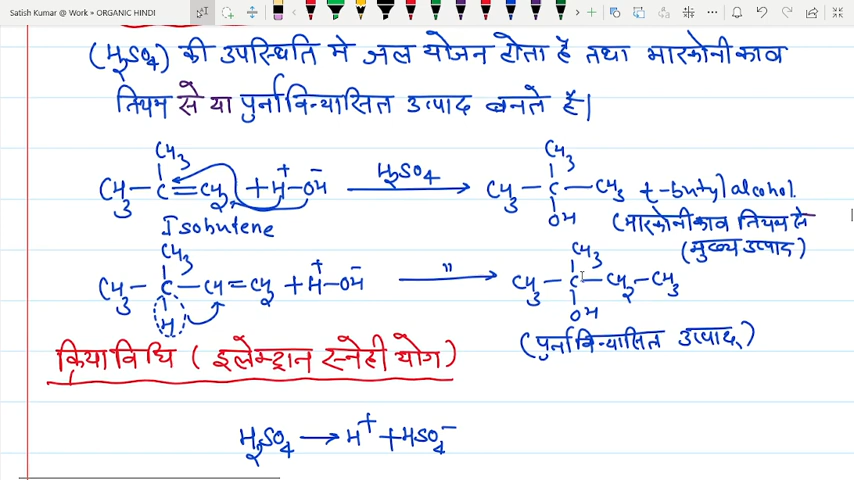 Satish Kumar @ Work » ORGANIC HINDI
(H₂SO₄) की उपस्थिति मे जल योजन होता है तथा मारकोनीकाव
नियम से या पुर्नाविन्यासित उत्पाद बनते हैं।
CH₃ CH₃
CH₃—C=CH₂ + H⁺—OH⁻ H₂SO₄ → CH₃—C—CH₃ t-butyl alcohol.
OH (मारकोनीकाव नियम से
Isobutene (मुख्य उत्पाद)
CH₃ CH₃
CH₃—C—CH=CH₂ + H⁺—OH⁻ " → CH₃—C—CH₂—CH₃
H OH
(पुर्नाविन्यासित उत्पाद)
क्रियाविधि (इलेक्ट्रान स्नेही योग)
H₂SO₄ → H⁺ + HSO₄⁻